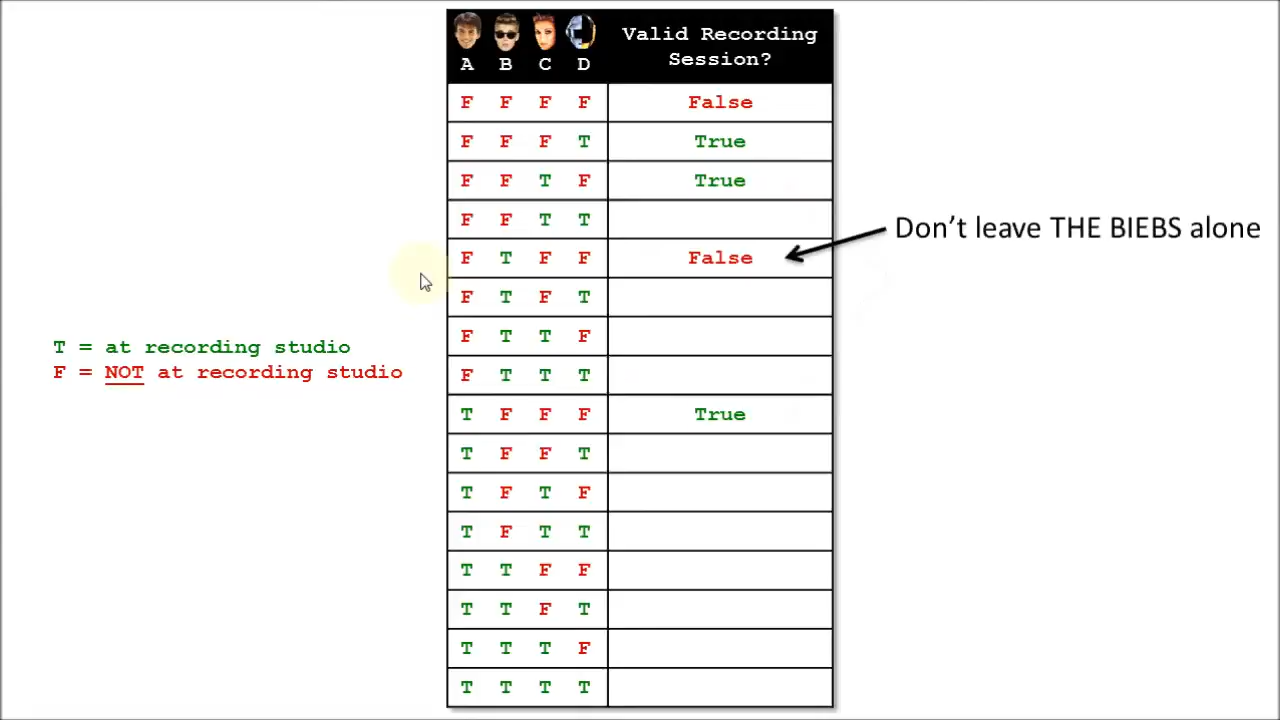 Valid Recording
Session?
A B C D
F F F F False
F F F T True
F F T F True
F F T T
Don't leave THE BIEBS alone
F T F F False
F T F T
F T T F
T = at recording studio
F = NOT at recording studio
F T T T
T F F F True
T F F T
T F T F
T F T T
T T F F
T T F T
T T T F
T T T T